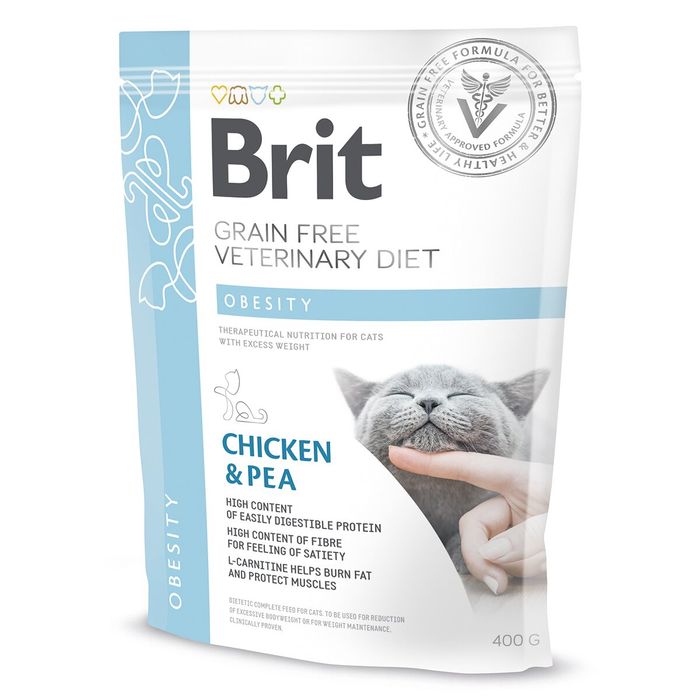 GRAIN FREE FORMULA FOR BETTER & HEALTHY LIFE *
VETERINARY APPROVED FORMULA
V
Brit
GRAIN FREE
VETERINARY DIET
OBESITY
THERAPEUTICAL NUTRITION FOR CATS
WITH EXCESS WEIGHT
CHICKEN
& PEA
HIGH CONTENT
OF EASILY DIGESTIBLE PROTEIN
HIGH CONTENT OF FIBRE
FOR FEELING OF SATIETY
L-CARNITINE HELPS BURN FAT
AND PROTECT MUSCLES
DIETETIC COMPLETE FEED FOR CATS: TO BE USED FOR REDUCTION
OF EXCESSIVE BODYWEIGHT OR FOR WEIGHT MAINTENANCE.
CLINICALLY PROVEN.
400 G
OBESITY